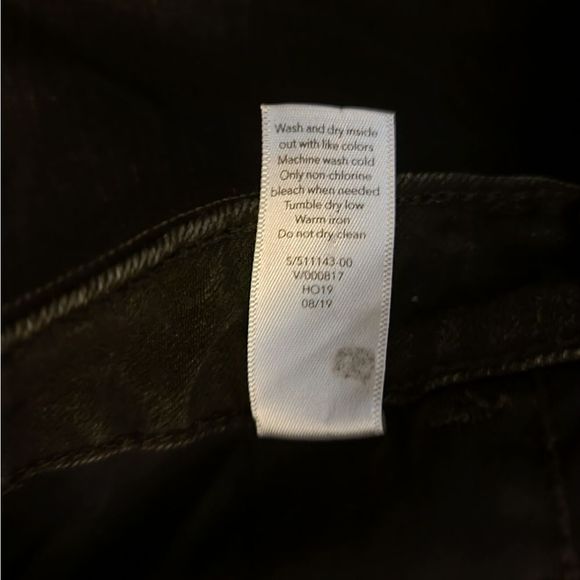 Wash and dry inside
out with like colors
Machine wash cold
Only non-chlorine
bleach when needed
Tumble dry low
Warm iron
Do not dry clean
S/S11143-00
V/000817
HO19
08/19